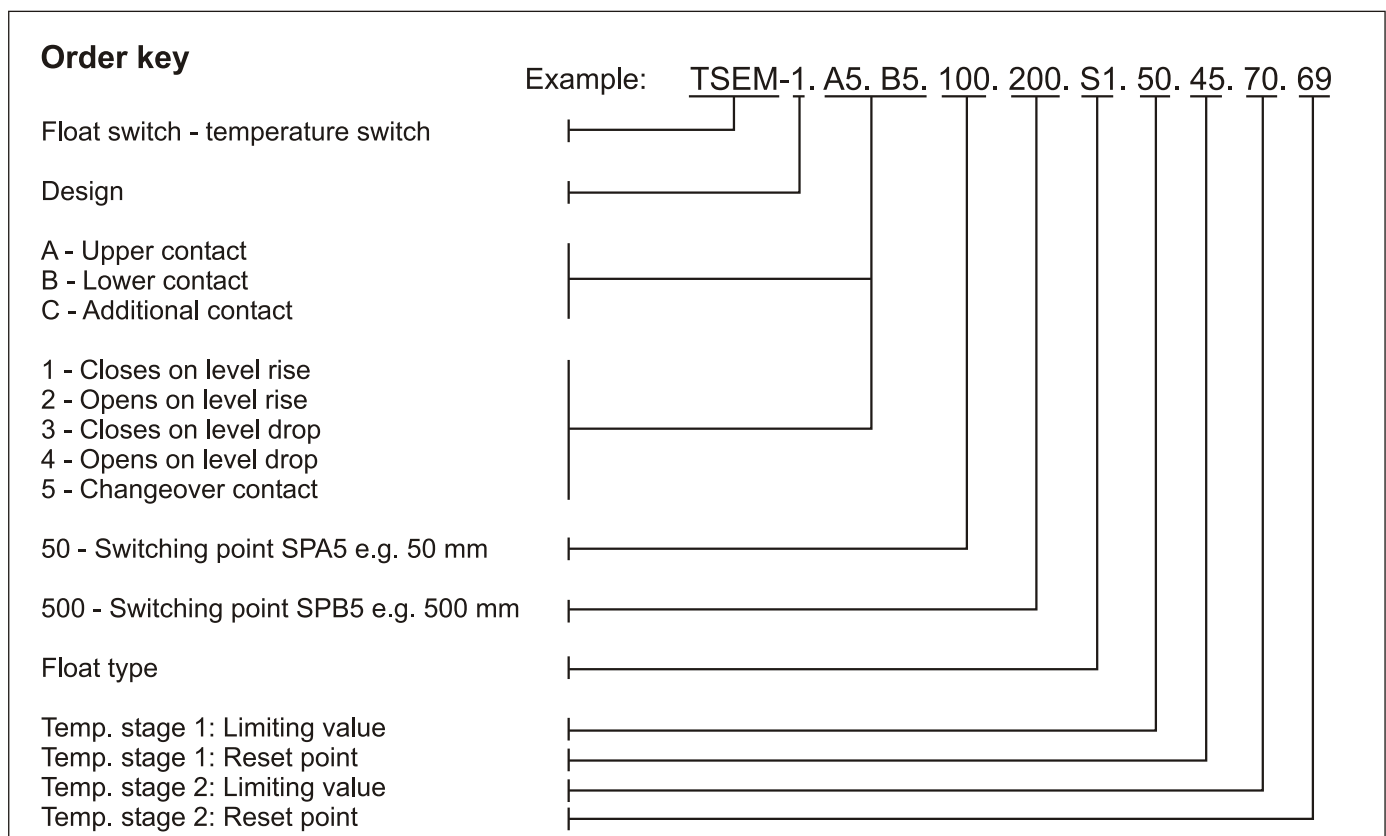 Order key
Example: TSEM-1. A5. B5. 100. 200. S1. 50. 45. 70. 69
Float switch - temperature switch
Design
A - Upper contact
B - Lower contact
C - Additional contact
1 - Closes on level rise
2 - Opens on level rise
3 - Closes on level drop
4 - Opens on level drop
5 - Changeover contact
50 - Switching point SPA5 e.g. 50 mm
500 - Switching point SPB5 e.g. 500 mm
Float type
Temp. stage 1: Limiting value
Temp. stage 1: Reset point
Temp. stage 2: Limiting value
Temp. stage 2: Reset point